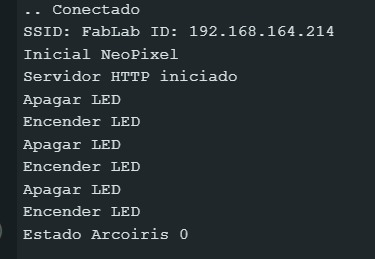 .. Conectado
SSID: FabLab ID: 192.168.164.214
Inicial NeoPixel
Servidor HTTP iniciado
Apagar LED
Encender LED
Apagar LED
Encender LED
Apagar LED
Encender LED
Estado Arcoiris 0